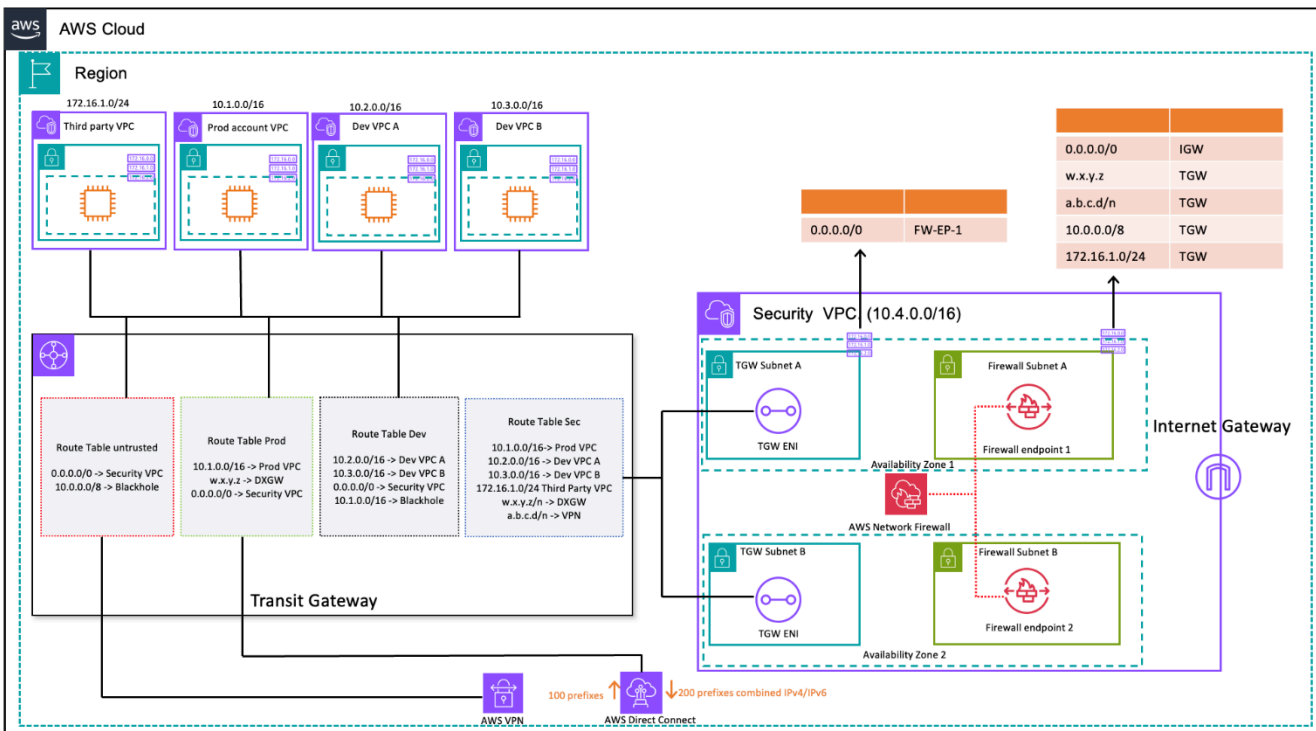 aws
AWS Cloud
Region
172.16.1.0/24
10.1.0.0/16
10.2.0.0/16
10.3.0.0/16
Third party VPC
Prod account VPC
Dev VPC A
Dev VPC B
0.0.0.0/0 IGW
w.x.y.z TGW
a.b.c.d/n TGW
10.0.0.0/8 TGW
172.16.1.0/24 TGW
0.0.0.0/0 FW-EP-1
Security VPC. (10.4.0.0/16)
TGW Subnet A
TGW ENI
Firewall Subnet A
Firewall endpoint 1
Availability Zone 1
Internet Gateway
AWS Network Firewall
TGW Subnet B
TGW ENI
Firewall Subnet B
Firewall endpoint 2
Availability Zone 2
Route Table untrusted
0.0.0.0/0 -> Security VPC
10.0.0.0/8 -> Blackhole
Route Table Prod
10.1.0.0/16 -> Prod VPC
w.x.y.z -> DXGW
0.0.0.0/0 -> Security VPC
Route Table Dev
10.2.0.0/16 -> Dev VPC A
10.3.0.0/16 -> Dev VPC B
0.0.0.0/0 -> Security VPC
10.1.0.0/16 -> Blackhole
Route Table Sec
10.1.0.0/16-> Prod VPC
10.2.0.0/16 -> Dev VPC A
10.3.0.0/16 -> Dev VPC B
172.16.1.0/24 Third Party VPC
w.x.y.z/n -> DXGW
a.b.c.d/n -> VPN
Transit Gateway
AWS VPN
100 prefixes
200 prefixes combined IPv4/IPv6
AWS Direct Connect